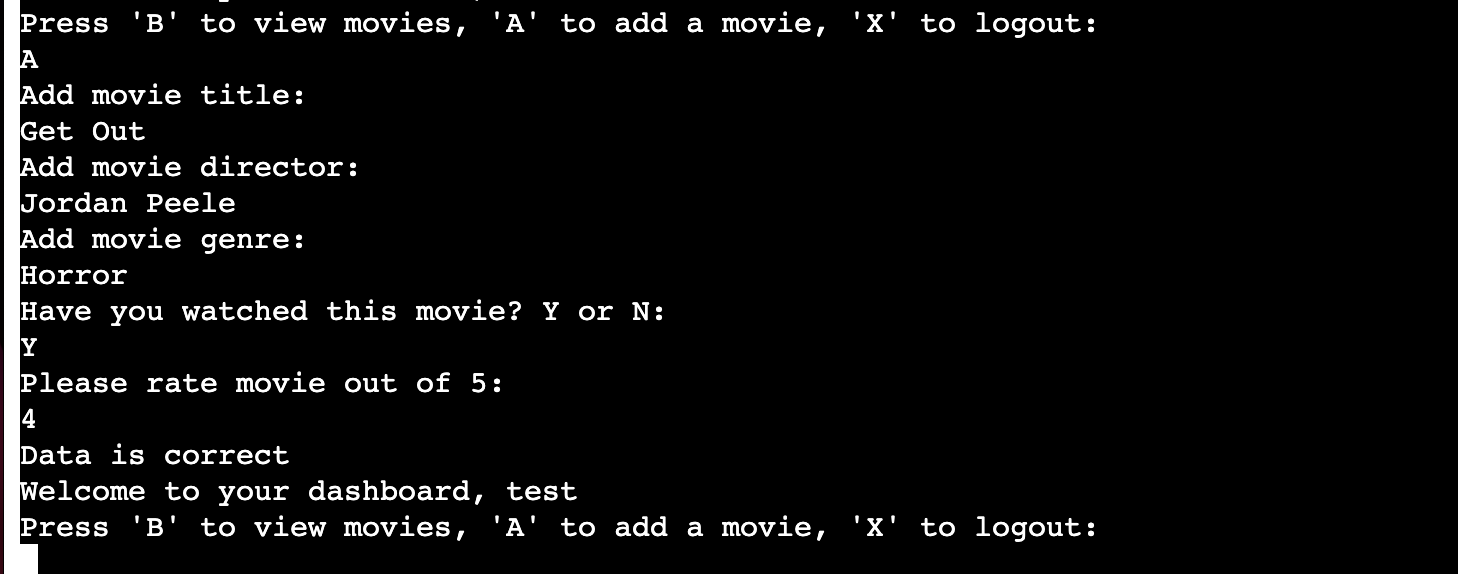 Press 'B' to view movies, 'A' to add a movie, 'X' to logout:
A
Add movie title:
Get Out
Add movie director:
Jordan Peele
Add movie genre:
Horror
Have you watched this movie? Y or N:
Y
Please rate movie out of 5:
4
Data is correct
Welcome to your dashboard, test
Press 'B' to view movies, 'A' to add a movie, 'X' to logout: